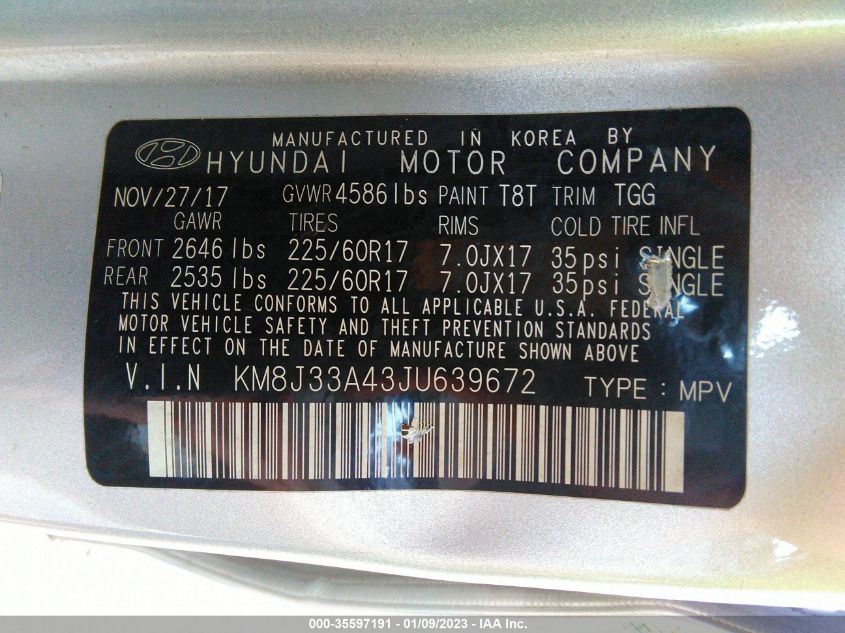 MANUFACTURED IN KOREA BY
HYUNDAI MOTOR COMPANY
NOV/27/17 GVWR 4586 lbs PAINT T8T TRIM TGG
GAWR TIRES RIMS COLD TIRE INFL
FRONT 2646 lbs 225/60R17 7.0JX17 35psi SINGLE
REAR 2535 lbs 225/60R17 7.0JX17 35psi SINGLE
THIS VEHICLE CONFORMS TO ALL APPLICABLE U.S.A. FEDERAL
MOTOR VEHICLE SAFETY AND THEFT PREVENTION STANDARDS
IN EFFECT ON THE DATE OF MANUFACTURE SHOWN ABOVE
V.I.N KM8J33A43JU639672 TYPE : MPV
000-35597191 - 01/09/2023 - IAA Inc.